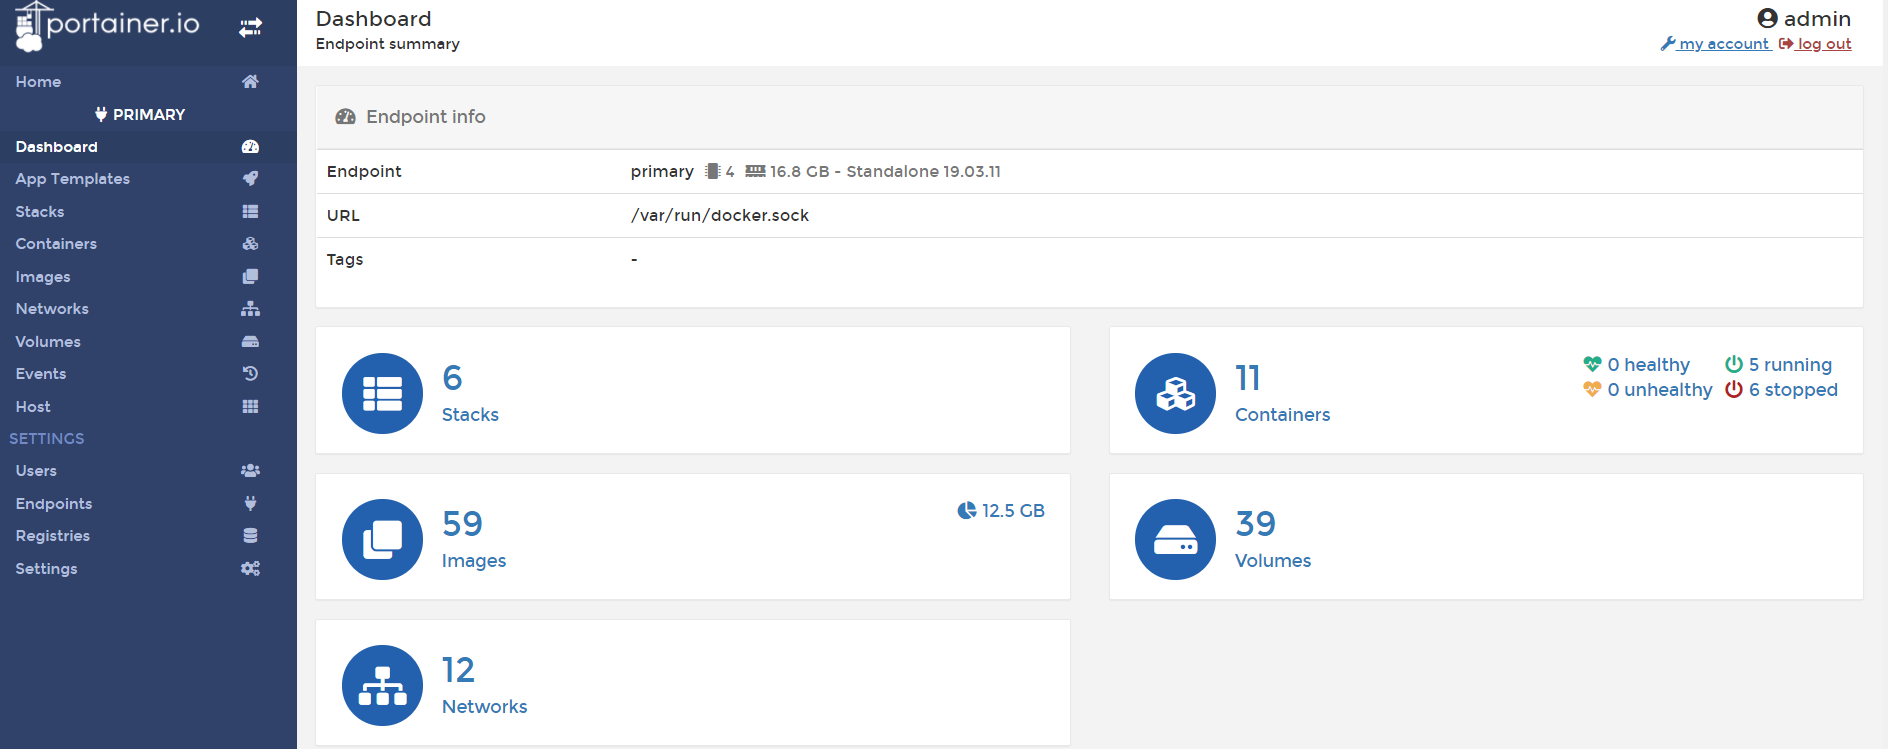 portainer.io
Home
PRIMARY
Dashboard
App Templates
Stacks
Containers
Images
Networks
Volumes
Events
Host
SETTINGS
Users
Endpoints
Registries
Settings
Dashboard
Endpoint summary
admin
my account log out
Endpoint info
Endpoint primary 4 16.8 GB - Standalone 19.03.11
URL /var/run/docker.sock
Tags -
6
Stacks
11
Containers
0 healthy 5 running
0 unhealthy 6 stopped
59
Images
12.5 GB
39
Volumes
12
Networks